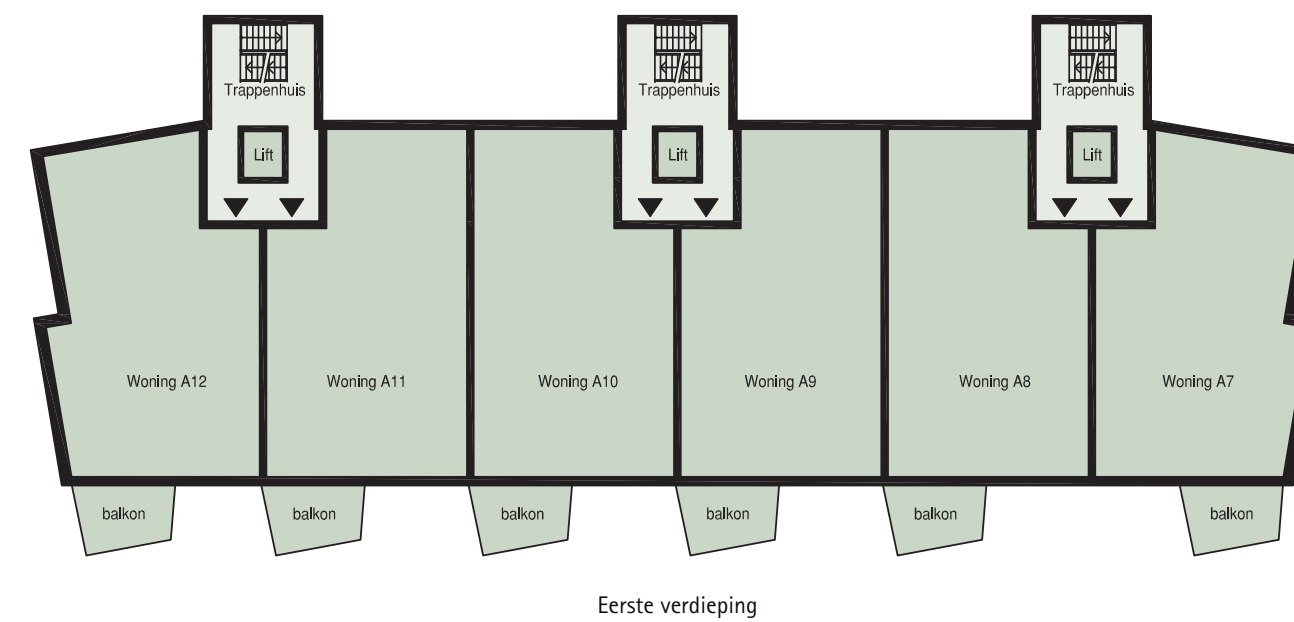 Trappenhuis
Trappenhuis
Trappenhuis
Lift
Lift
Lift
Woning A12
Woning A11
Woning A10
Woning A9
Woning A8
Woning A7
balkon
balkon
balkon
balkon
balkon
balkon
Eerste verdieping